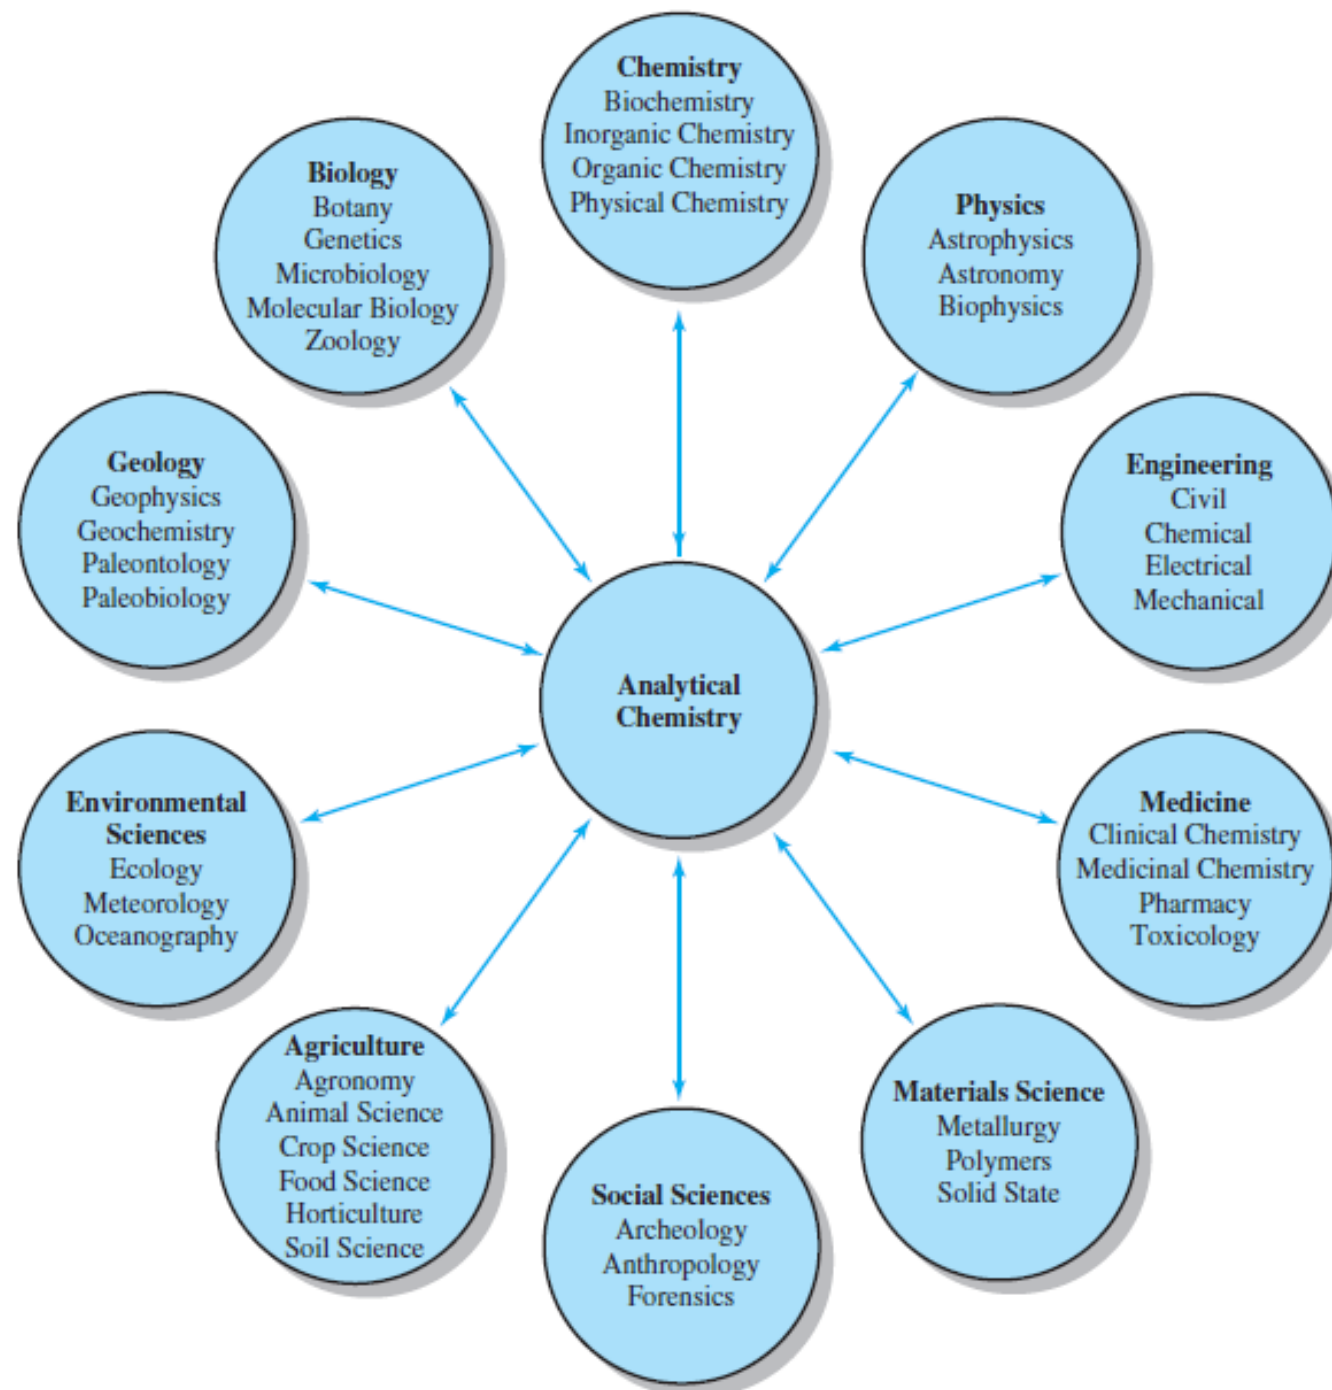 Chemistry
Biochemistry
Inorganic Chemistry
Organic Chemistry
Physical Chemistry
Physics
Astrophysics
Astronomy
Biophysics
Engineering
Civil
Chemical
Electrical
Mechanical
Medicine
Clinical Chemistry
Medicinal Chemistry
Pharmacy
Toxicology
Materials Science
Metallurgy
Polymers
Solid State
Social Sciences
Archeology
Anthropology
Forensics
Agriculture
Agronomy
Animal Science
Crop Science
Food Science
Horticulture
Soil Science
Environmental
Sciences
Ecology
Meteorology
Oceanography
Geology
Geophysics
Geochemistry
Paleontology
Paleobiology
Biology
Botany
Genetics
Microbiology
Molecular Biology
Zoology
Analytical
Chemistry